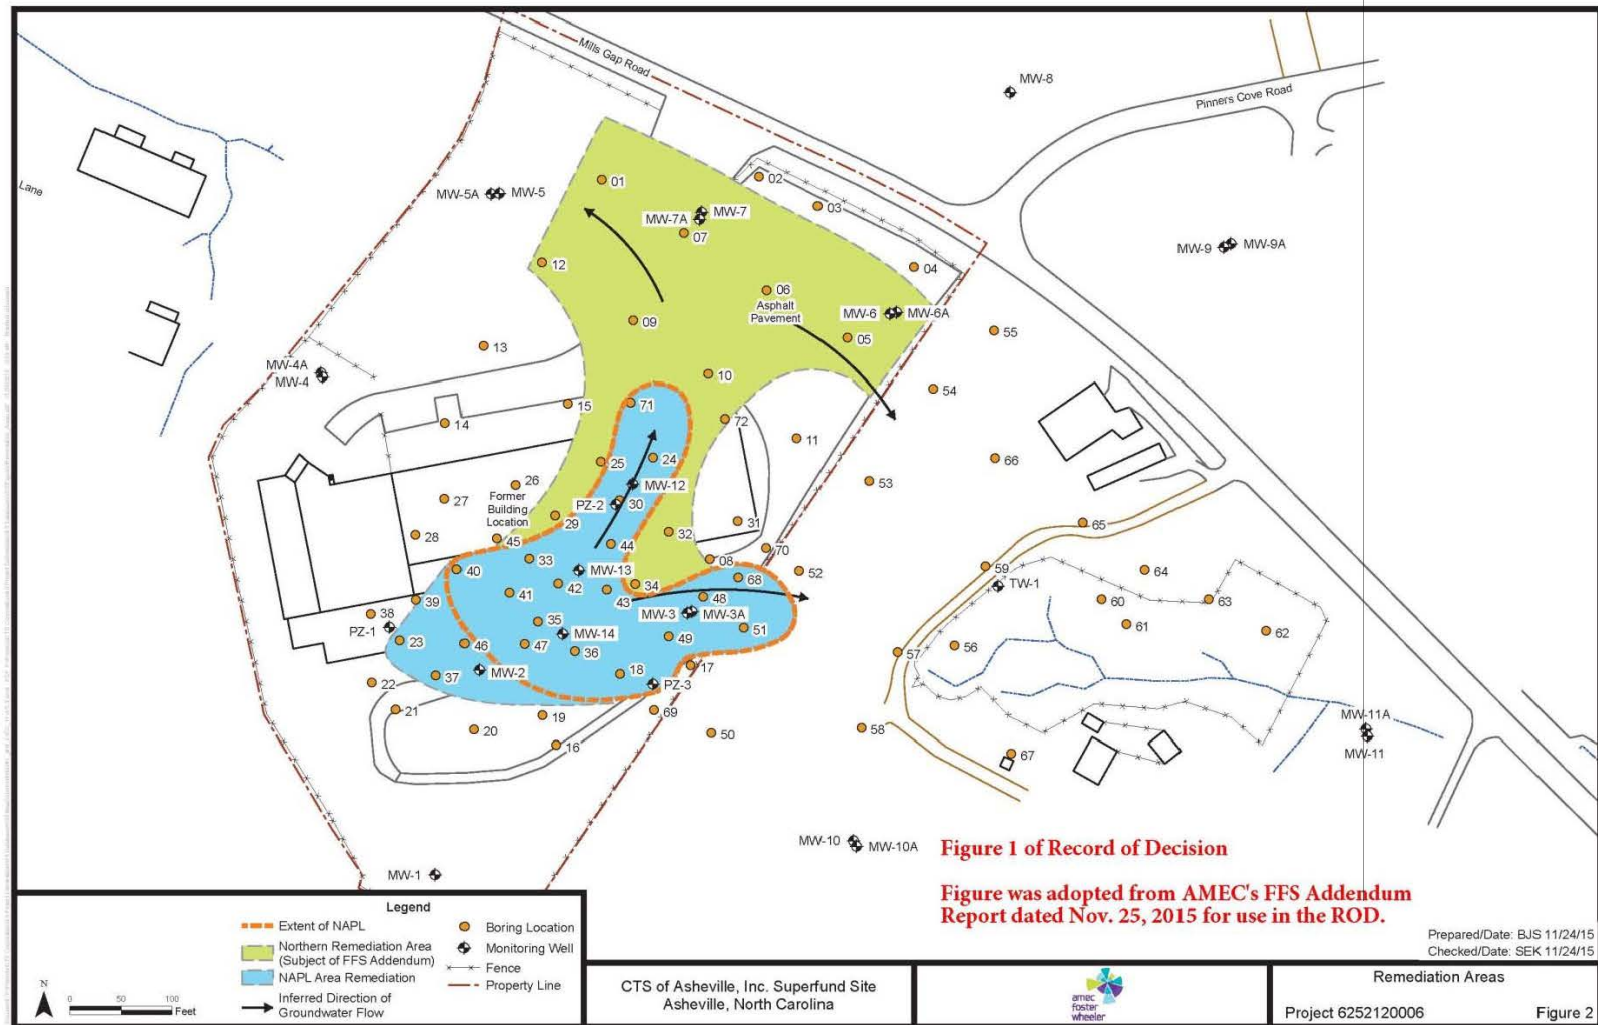 Mills Gap Road
MW-8
Pinners Cove Road
Lane
MW-5A
MW-5
01
02
03
MW-7
MW-7A
07
MW-9
MW-9A
12
04
06
Asphalt
Pavement
MW-6
MW-6A
09
05
55
13
MW-4A
MW-4
10
54
15
71
14
72
11
25
24
66
53
26
MW-12
27
Former
Building
Location
PZ-2
30
29
31
65
28
45
32
44
70
33
08
59
40
MW-13
68
52
64
42
34
TW-1
41
43
48
39
60
63
38
MW-3
MW-3A
PZ-1
35
51
61
62
MW-14
23
49
46
47
36
56
57
17
MW-2
37
18
22
PZ-3
21
19
69
20
50
58
MW-11A
16
MW-11
67
MW-10
MW-10A
MW-1
Figure 1 of Record of Decision
Figure was adopted from AMEC's FFS Addendum
Report dated Nov. 25, 2015 for use in the ROD.
Prepared/Date: BJS 11/24/15
Checked/Date: SEK 11/24/15
Legend
Extent of NAPL
Northern Remediation Area
(Subject of FFS Addendum)
NAPL Area Remediation
Inferred Direction of
Groundwater Flow
Boring Location
Monitoring Well
Fence
Property Line
N
0 50 100
Feet
CTS of Asheville, Inc. Superfund Site
Asheville, North Carolina
amec
foster
wheeler
Remediation Areas
Project 6252120006
Figure 2